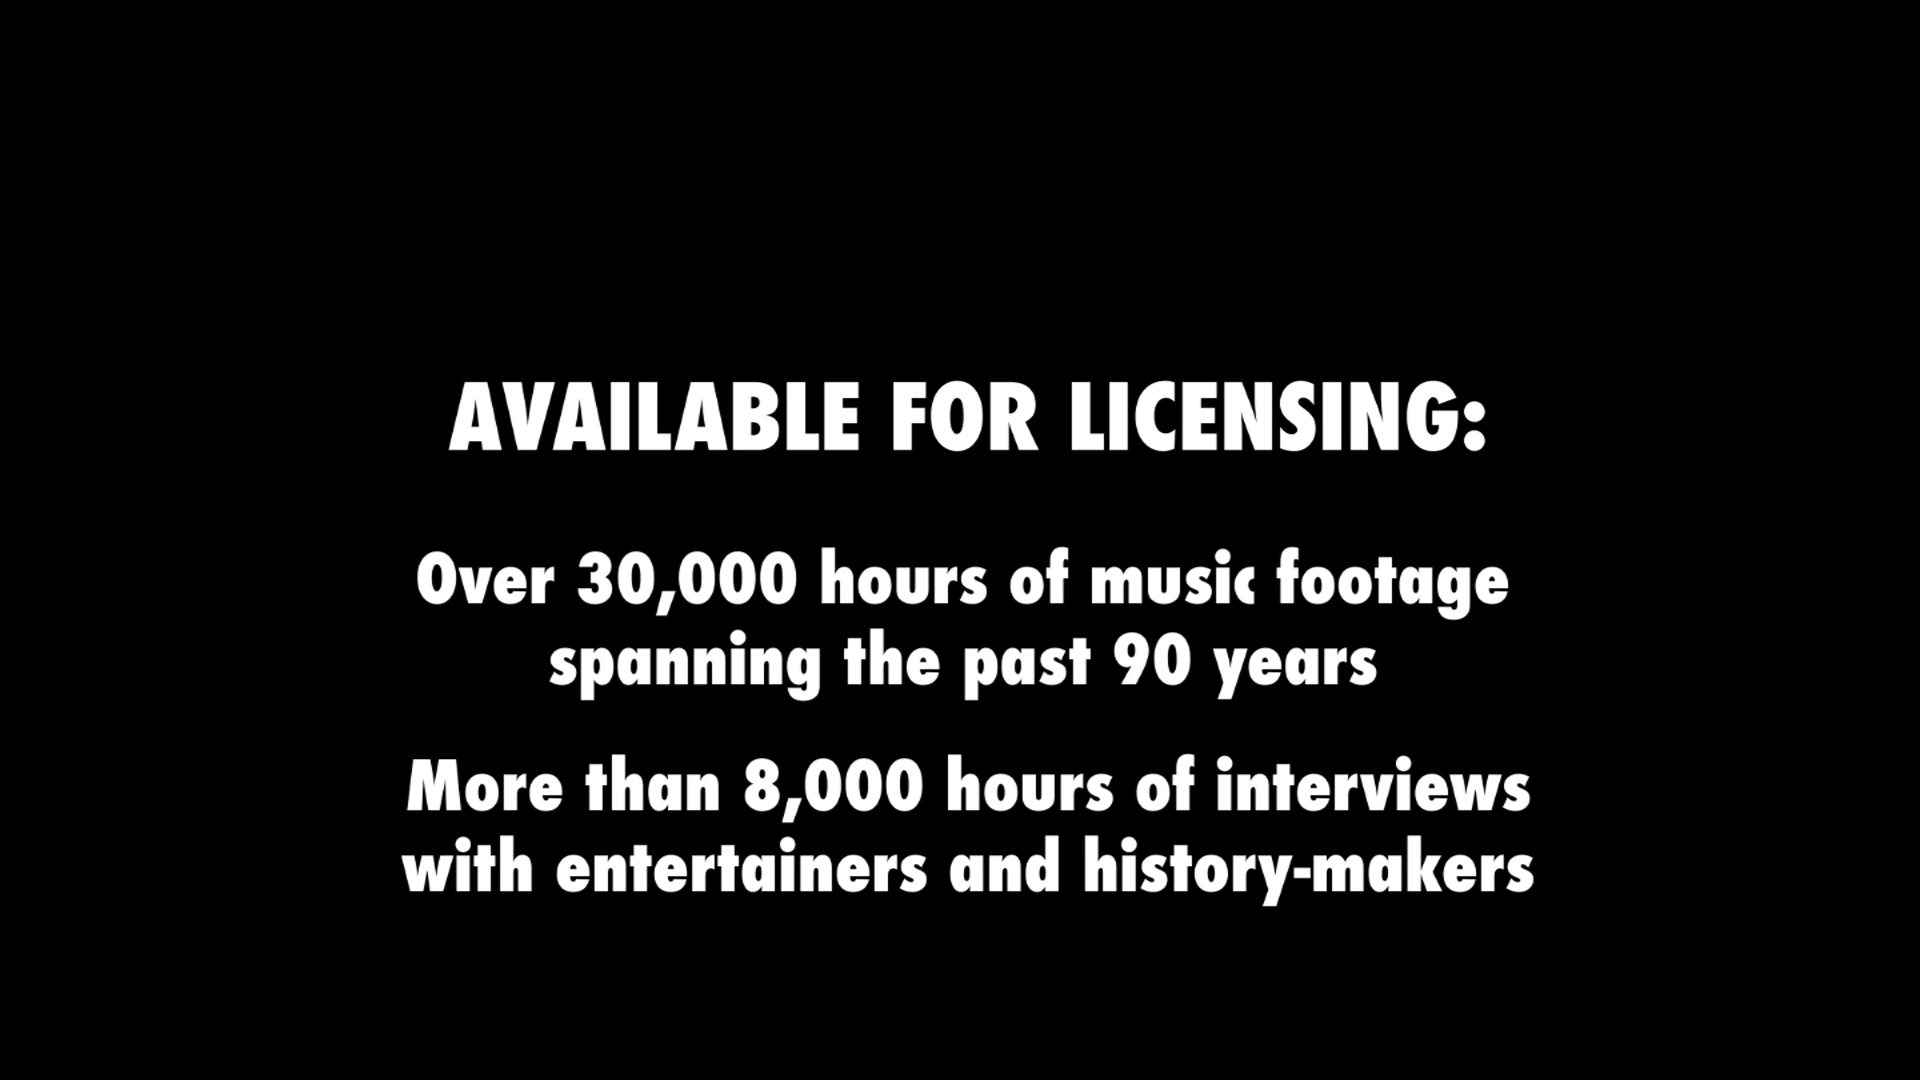 AVAILABLE FOR LICENSING:
Over 30,000 hours of music footage
spanning the past 90 years
More than 8,000 hours of interviews
with entertainers and history-makers